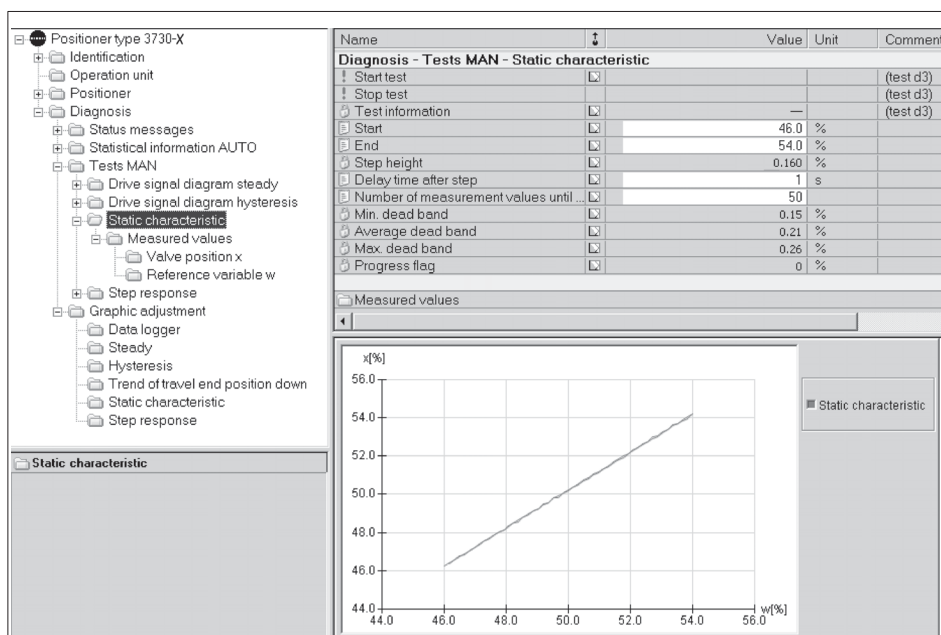 Positioner type 3730-X
Identification
Operation unit
Positioner
Diagnosis
Status messages
Statistical information AUTO
Tests MAN
Drive signal diagram steady
Drive signal diagram hysteresis
Static characteristic
Measured values
Valve position x
Reference variable w
Step response
Graphic adjustment
Data logger
Steady
Hysteresis
Trend of travel end position down
Static characteristic
Step response
Static characteristic
Name Value Unit Comment
Diagnosis - Tests MAN - Static characteristic
Start test (test d3)
Stop test (test d3)
Test information — (test d3)
Start 46.0 %
End 54.0 %
Step height 0.160 %
Delay time after step 1 s
Number of measurement values until ... 50
Min. dead band 0.15 %
Average dead band 0.21 %
Max. dead band 0.26 %
Progress flag 0 %
Measured values
x[%]
56.0
54.0
52.0
50.0
48.0
46.0
44.0
44.0 46.0 48.0 50.0 52.0 54.0 56.0 w[%]
Static characteristic